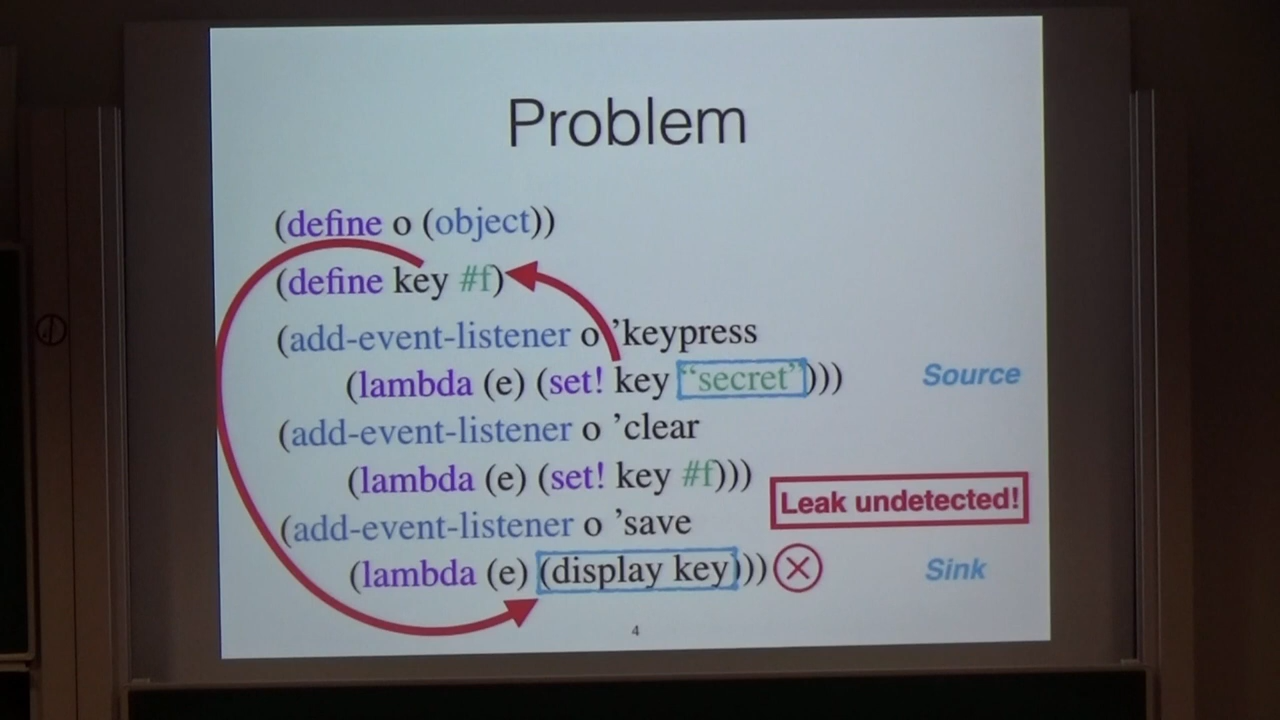 Problem
(define o (object))
(define key #f)
(add-event-listener o ’keypress
(lambda (e) (set! key “secret”))) Source
(add-event-listener o ’clear
(lambda (e) (set! key #f)))
Leak undetected!
(add-event-listener o ’save
(lambda (e) (display key))) Sink
4